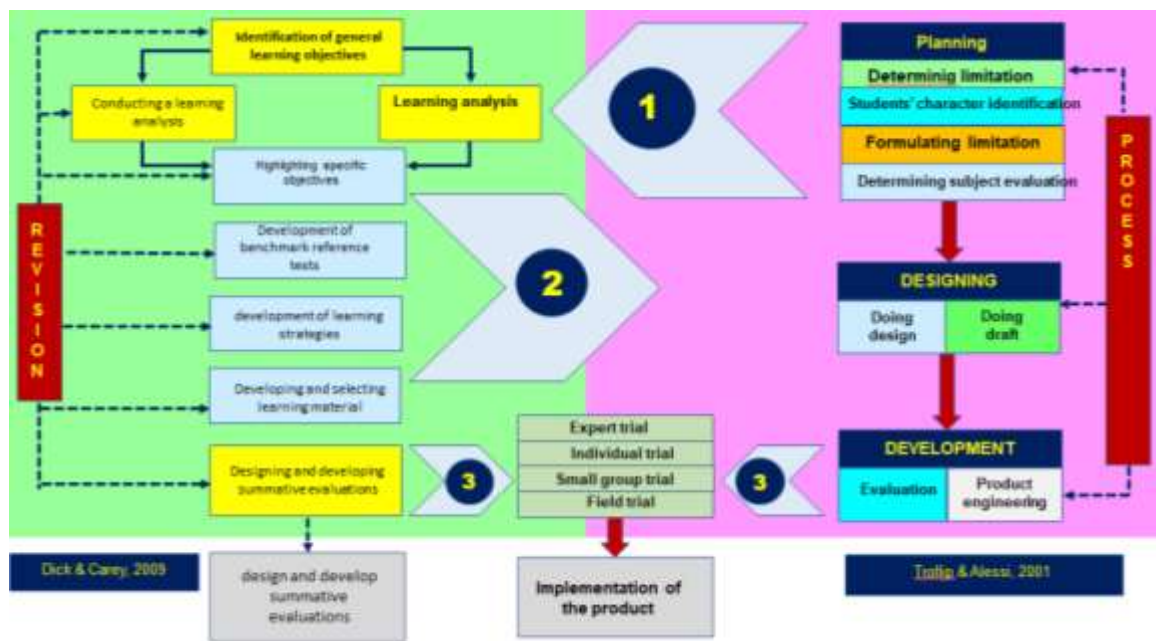 Identification of general
learning objectives
Conducting a learning
analysis
Learning analysis
Highlighting specific
objectives
Development of
benchmark reference
tests
development of learning
strategies
Developing and selecting
learning material
Designing and developing
summative evaluations
design and develop
summative
evaluations
REVISION
Dick & Carey, 2009
1
2
3
3
Expert trial
Individual trial
Small group trial
Field trial
Implementation of
the product
Planning
Determinig limitation
Students' character identification
Formulating limitation
Determining subject evaluation
DESIGNING
Doing
design
Doing
draft
DEVELOPMENT
Evaluation
Product
engineering
PROCESS
Trollip & Alessi, 2001